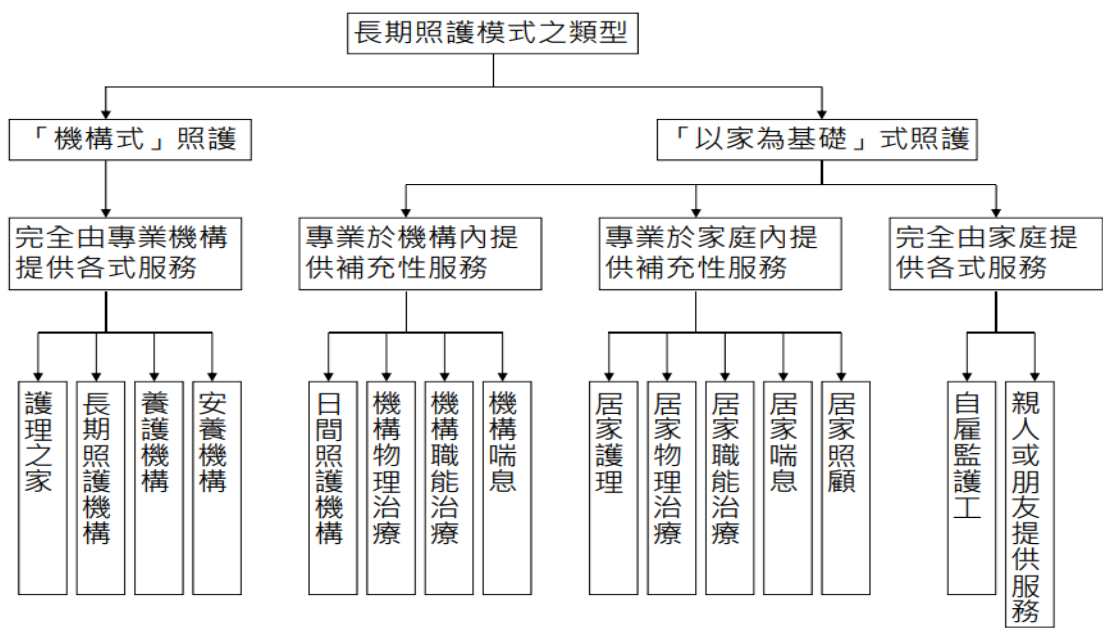 長期照護模式之類型
「機構式」照護
「以家為基礎」式照護
完全由專業機構
提供各式服務
專業於機構內提
供補充性服務
專業於家庭內提
供補充性服務
完全由家庭提
供各式服務
護理之家
長期照護機構
養護機構
安養機構
日間照護機構
機構物理治療
機構職能治療
機構喘息
居家護理
居家物理治療
居家職能治療
居家喘息
居家照顧
自雇監護工
親人或朋友提供服務